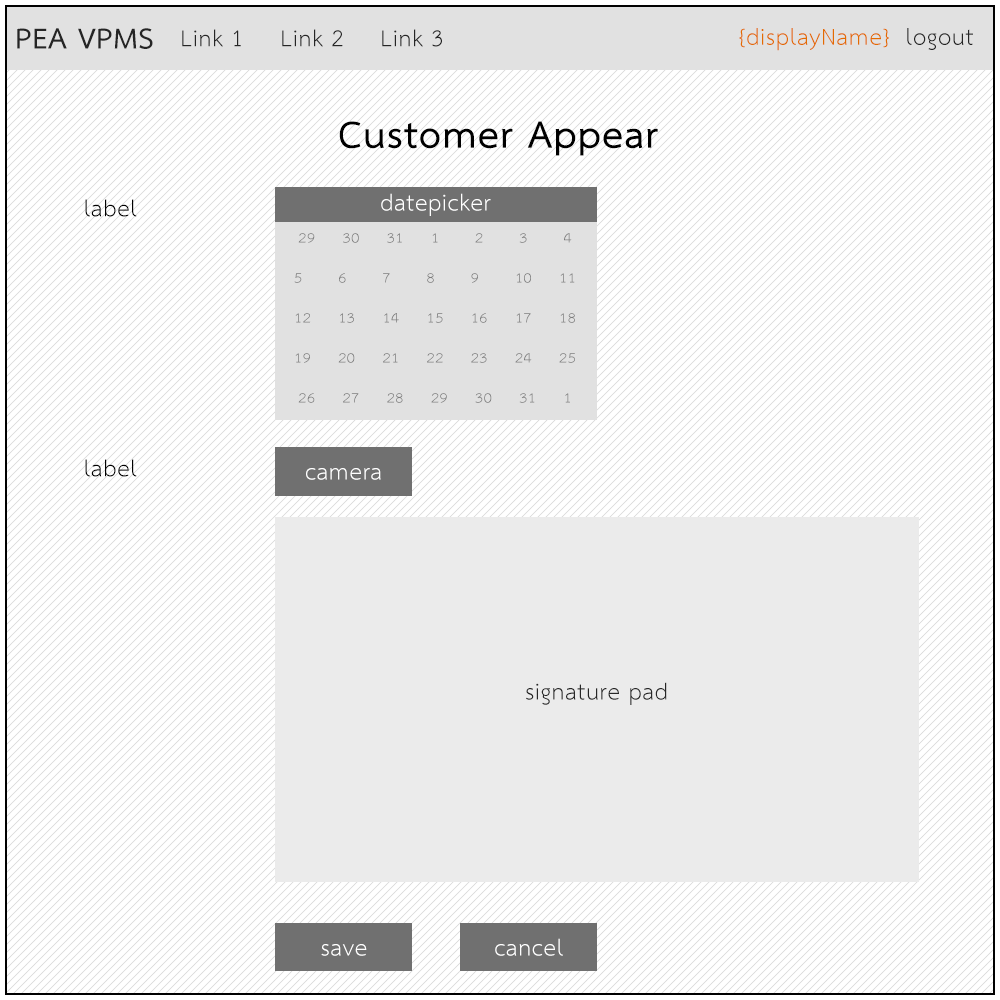 PEA VPMS Link 1 Link 2 Link 3 {displayName} logout
Customer Appear
label
datepicker
29 30 31 1 2 3 4
5 6 7 8 9 10 11
12 13 14 15 16 17 18
19 20 21 22 23 24 25
26 27 28 29 30 31 1
label
camera
signature pad
save cancel